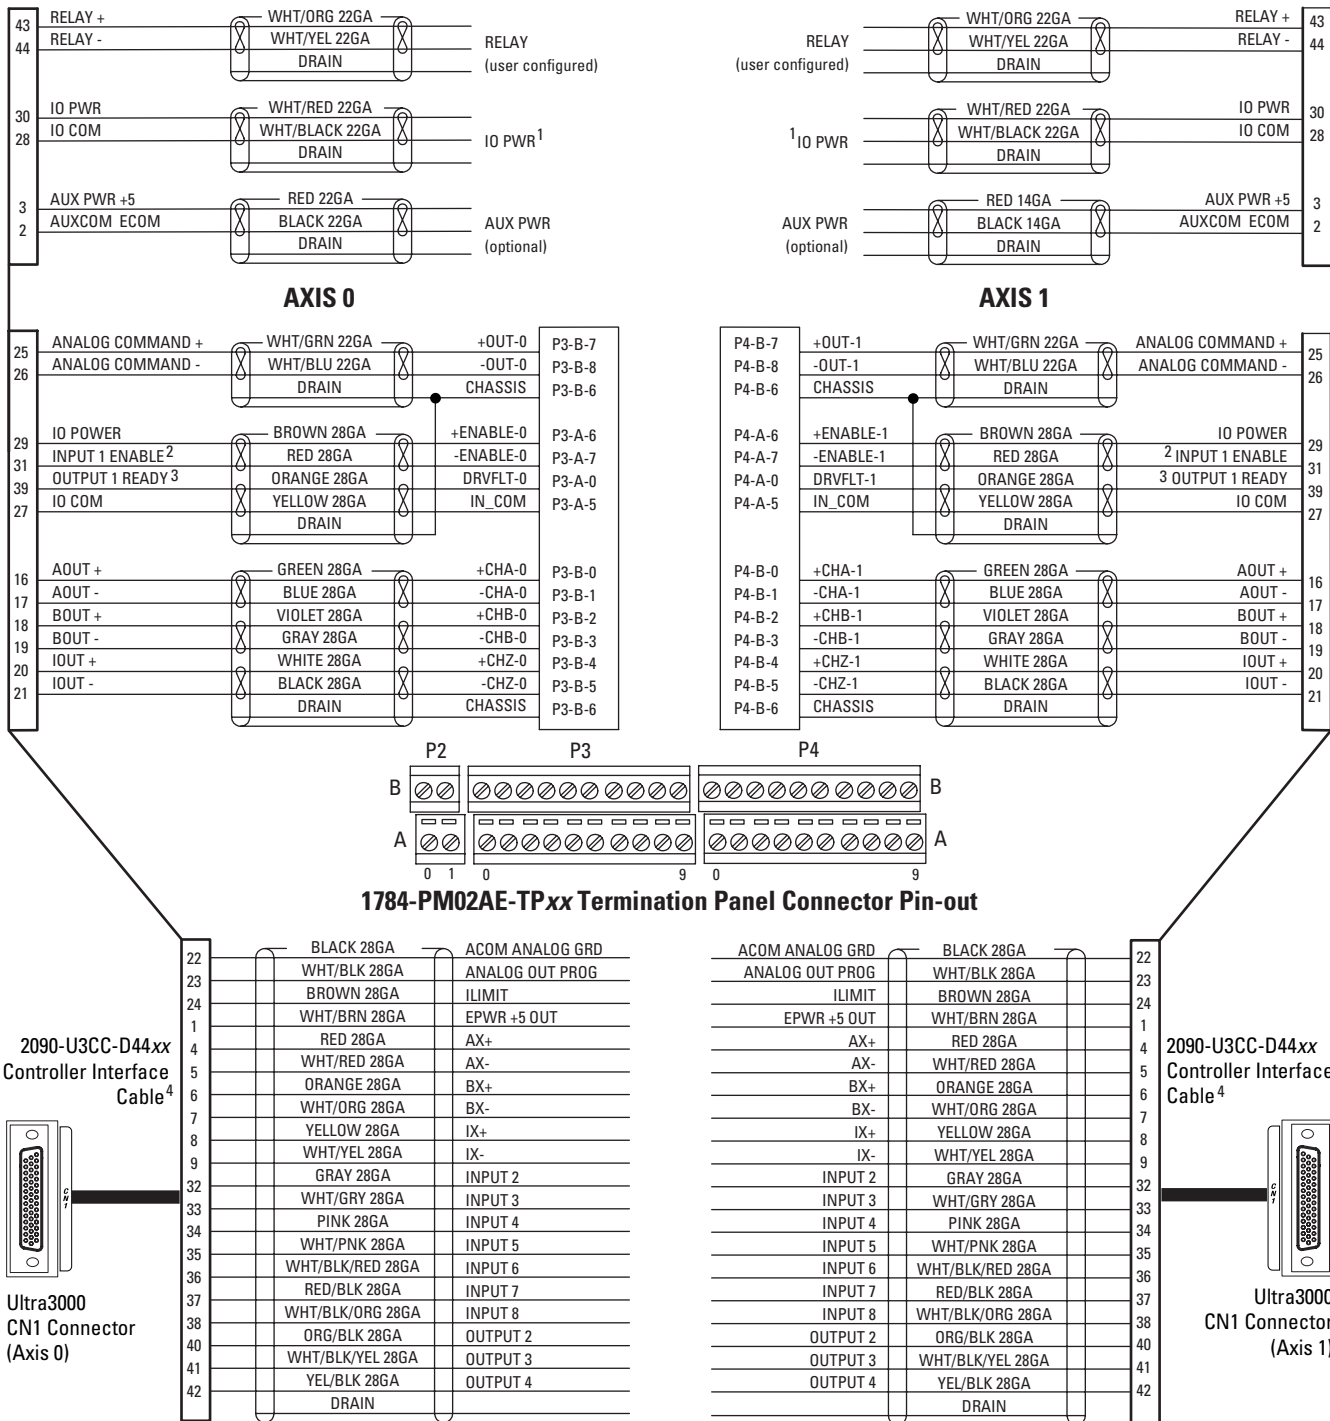 43 RELAY + WHT/ORG 22GA
44 RELAY - WHT/YEL 22GA RELAY
DRAIN (user configured)
30 IO PWR WHT/RED 22GA
28 IO COM WHT/BLACK 22GA IO PWR1
DRAIN
3 AUX PWR +5 RED 22GA
2 AUXCOM ECOM BLACK 22GA AUX PWR
DRAIN (optional)
WHT/ORG 22GA RELAY + 43
RELAY WHT/YEL 22GA RELAY - 44
(user configured) DRAIN
WHT/RED 22GA IO PWR 30
1IO PWR WHT/BLACK 22GA IO COM 28
DRAIN
RED 14GA AUX PWR +5 3
AUX PWR BLACK 14GA AUXCOM ECOM 2
(optional) DRAIN
AXIS 0
AXIS 1
25 ANALOG COMMAND + WHT/GRN 22GA +OUT-0 P3-B-7
26 ANALOG COMMAND - WHT/BLU 22GA -OUT-0 P3-B-8
DRAIN CHASSIS P3-B-6
29 IO POWER BROWN 28GA +ENABLE-0 P3-A-6
31 INPUT 1 ENABLE2 RED 28GA -ENABLE-0 P3-A-7
39 OUTPUT 1 READY3 ORANGE 28GA DRVFLT-0 P3-A-0
27 IO COM YELLOW 28GA IN_COM P3-A-5
DRAIN
16 AOUT + GREEN 28GA +CHA-0 P3-B-0
17 AOUT - BLUE 28GA -CHA-0 P3-B-1
18 BOUT + VIOLET 28GA +CHB-0 P3-B-2
19 BOUT - GRAY 28GA -CHB-0 P3-B-3
20 IOUT + WHITE 28GA +CHZ-0 P3-B-4
21 IOUT - BLACK 28GA -CHZ-0 P3-B-5
DRAIN CHASSIS P3-B-6
P4-B-7 +OUT-1 WHT/GRN 22GA ANALOG COMMAND + 25
P4-B-8 -OUT-1 WHT/BLU 22GA ANALOG COMMAND - 26
P4-B-6 CHASSIS DRAIN
P4-A-6 +ENABLE-1 BROWN 28GA IO POWER 29
P4-A-7 -ENABLE-1 RED 28GA 2 INPUT 1 ENABLE 31
P4-A-0 DRVFLT-1 ORANGE 28GA 3 OUTPUT 1 READY 39
P4-A-5 IN_COM YELLOW 28GA IO COM 27
DRAIN
P4-B-0 +CHA-1 GREEN 28GA AOUT + 16
P4-B-1 -CHA-1 BLUE 28GA AOUT - 17
P4-B-2 +CHB-1 VIOLET 28GA BOUT + 18
P4-B-3 -CHB-1 GRAY 28GA BOUT - 19
P4-B-4 +CHZ-1 WHITE 28GA IOUT + 20
P4-B-5 -CHZ-1 BLACK 28GA IOUT - 21
P4-B-6 CHASSIS DRAIN
P2 P3 P4
B B
A A
0 1 0 9 0 9
1784-PM02AE-TPxx Termination Panel Connector Pin-out
22 BLACK 28GA ACOM ANALOG GRD
23 WHT/BLK 28GA ANALOG OUT PROG
24 BROWN 28GA ILIMIT
1 WHT/BRN 28GA EPWR +5 OUT
4 RED 28GA AX+
5 WHT/RED 28GA AX-
6 ORANGE 28GA BX+
7 WHT/ORG 28GA BX-
8 YELLOW 28GA IX+
9 WHT/YEL 28GA IX-
32 GRAY 28GA INPUT 2
33 WHT/GRY 28GA INPUT 3
34 PINK 28GA INPUT 4
35 WHT/PNK 28GA INPUT 5
36 WHT/BLK/RED 28GA INPUT 6
37 RED/BLK 28GA INPUT 7
38 WHT/BLK/ORG 28GA INPUT 8
40 ORG/BLK 28GA OUTPUT 2
41 WHT/BLK/YEL 28GA OUTPUT 3
42 YEL/BLK 28GA OUTPUT 4
DRAIN
ACOM ANALOG GRD BLACK 28GA 22
ANALOG OUT PROG WHT/BLK 28GA 23
ILIMIT BROWN 28GA 24
EPWR +5 OUT WHT/BRN 28GA 1
AX+ RED 28GA 4
AX- WHT/RED 28GA 5
BX+ ORANGE 28GA 6
BX- WHT/ORG 28GA 7
IX+ YELLOW 28GA 8
IX- WHT/YEL 28GA 9
INPUT 2 GRAY 28GA 32
INPUT 3 WHT/GRY 28GA 33
INPUT 4 PINK 28GA 34
INPUT 5 WHT/PNK 28GA 35
INPUT 6 WHT/BLK/RED 28GA 36
INPUT 7 RED/BLK 28GA 37
INPUT 8 WHT/BLK/ORG 28GA 38
OUTPUT 2 ORG/BLK 28GA 40
OUTPUT 3 WHT/BLK/YEL 28GA 41
OUTPUT 4 YEL/BLK 28GA 42
DRAIN
2090-U3CC-D44xx
Controller Interface
Cable4
CN1
Ultra3000
CN1 Connector
(Axis 0)
2090-U3CC-D44xx
Controller Interface
Cable4
CN1
Ultra3000
CN1 Connector
(Axis 1)